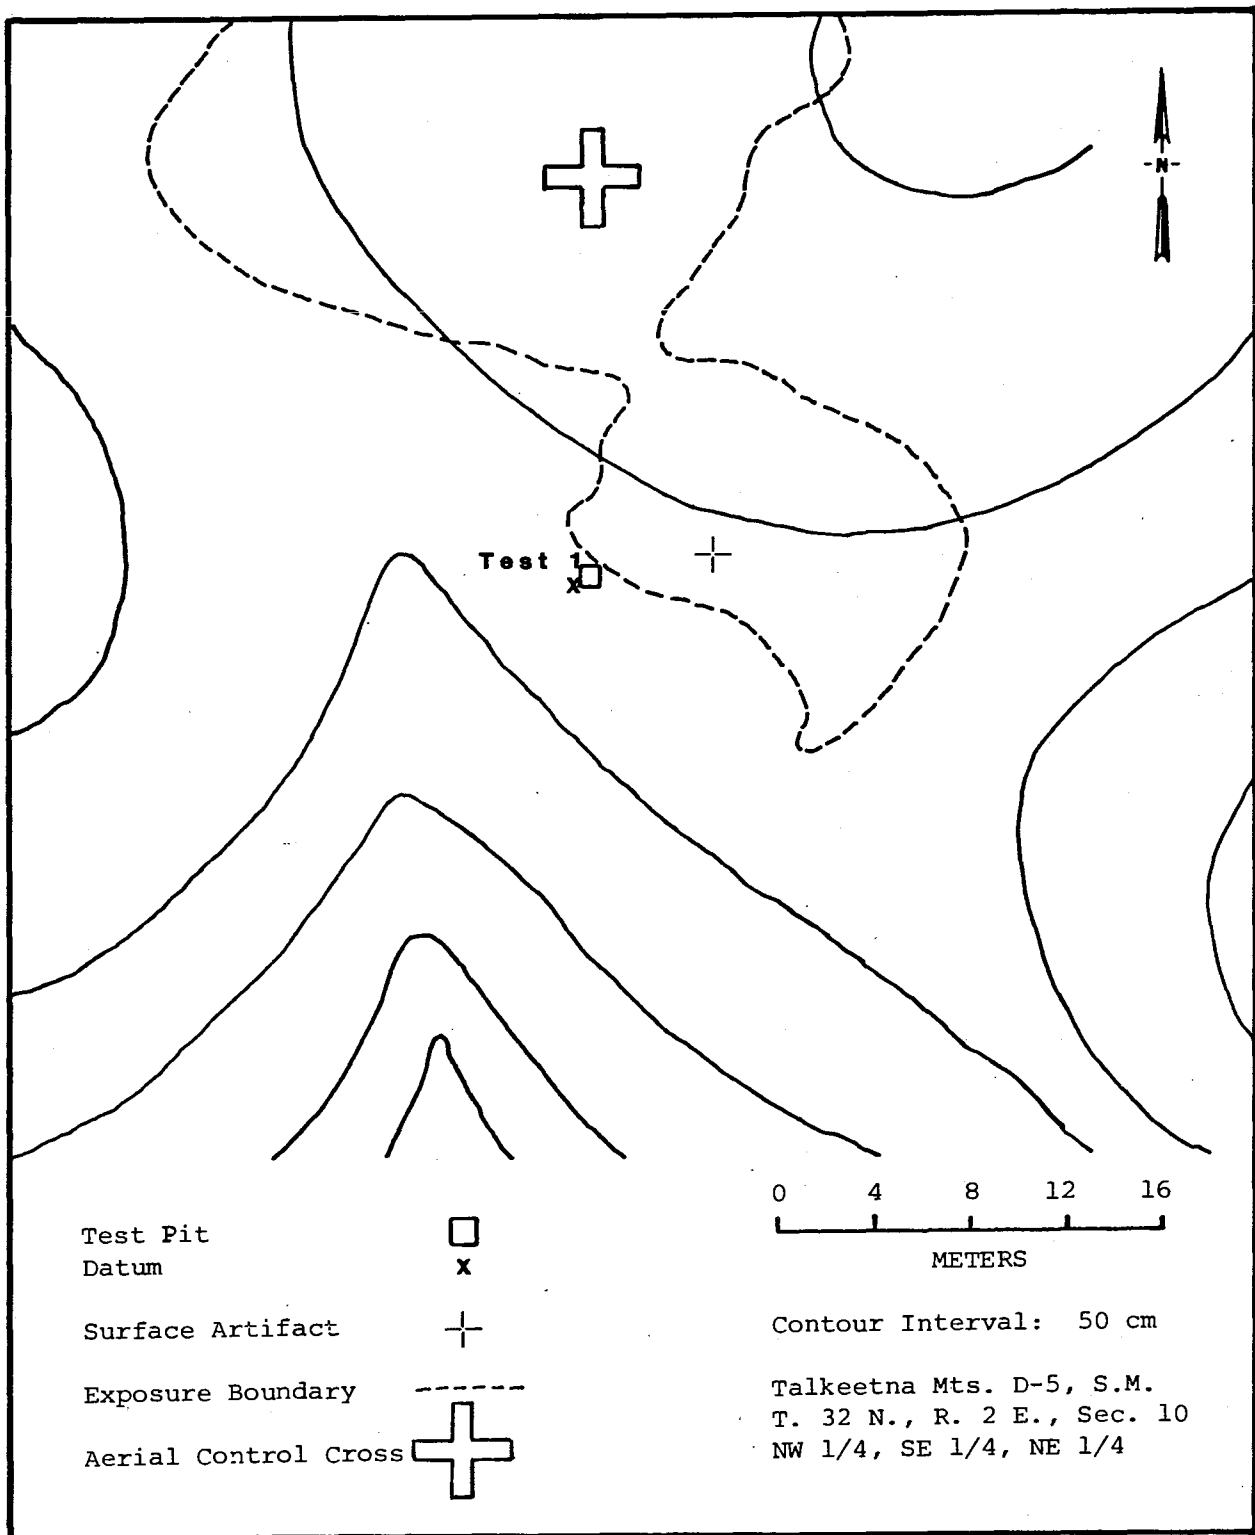 -N-
Test 1
x
0 4 8 12 16
METERS
Test Pit
Datum x
Surface Artifact
Exposure Boundary
Aerial Control Cross
Contour Interval: 50 cm
Talkeetna Mts. D-5, S.M.
T. 32 N., R. 2 E., Sec. 10
NW 1/4, SE 1/4, NE 1/4